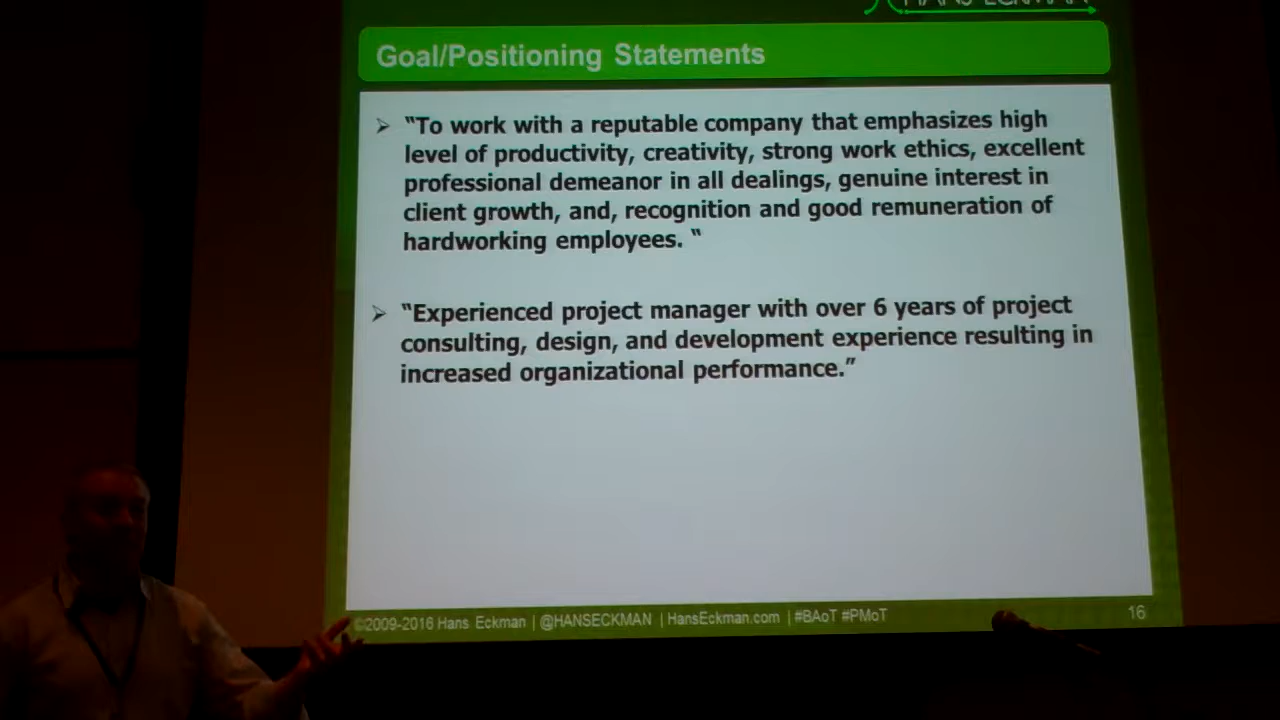 HANS ECKMAN
Goal/Positioning Statements
"To work with a reputable company that emphasizes high
level of productivity, creativity, strong work ethics, excellent
professional demeanor in all dealings, genuine interest in
client growth, and, recognition and good remuneration of
hardworking employees. "
"Experienced project manager with over 6 years of project
consulting, design, and development experience resulting in
increased organizational performance."
©2009-2016 Hans Eckman | @HANSECKMAN | HansEckman.com | #BAoT #PMoT
16